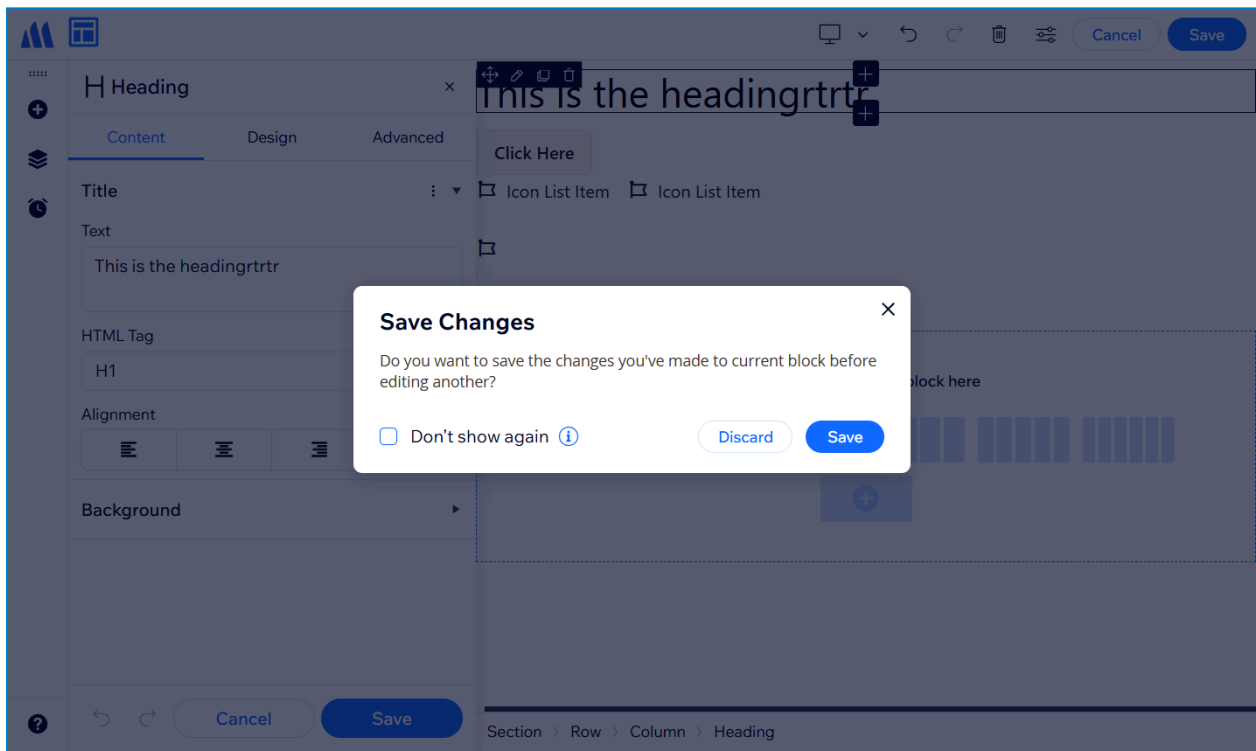 Cancel
Save
Heading
Content
Design
Advanced
Title
Text
This is the headingrtrtr
HTML Tag
H1
Alignment
Background
Cancel
Save
This is the headingrtrtr
Click Here
Icon List Item
Icon List Item
block here
Save Changes
Do you want to save the changes you've made to current block before
editing another?
Don't show again
Discard
Save
Section > Row > Column > Heading